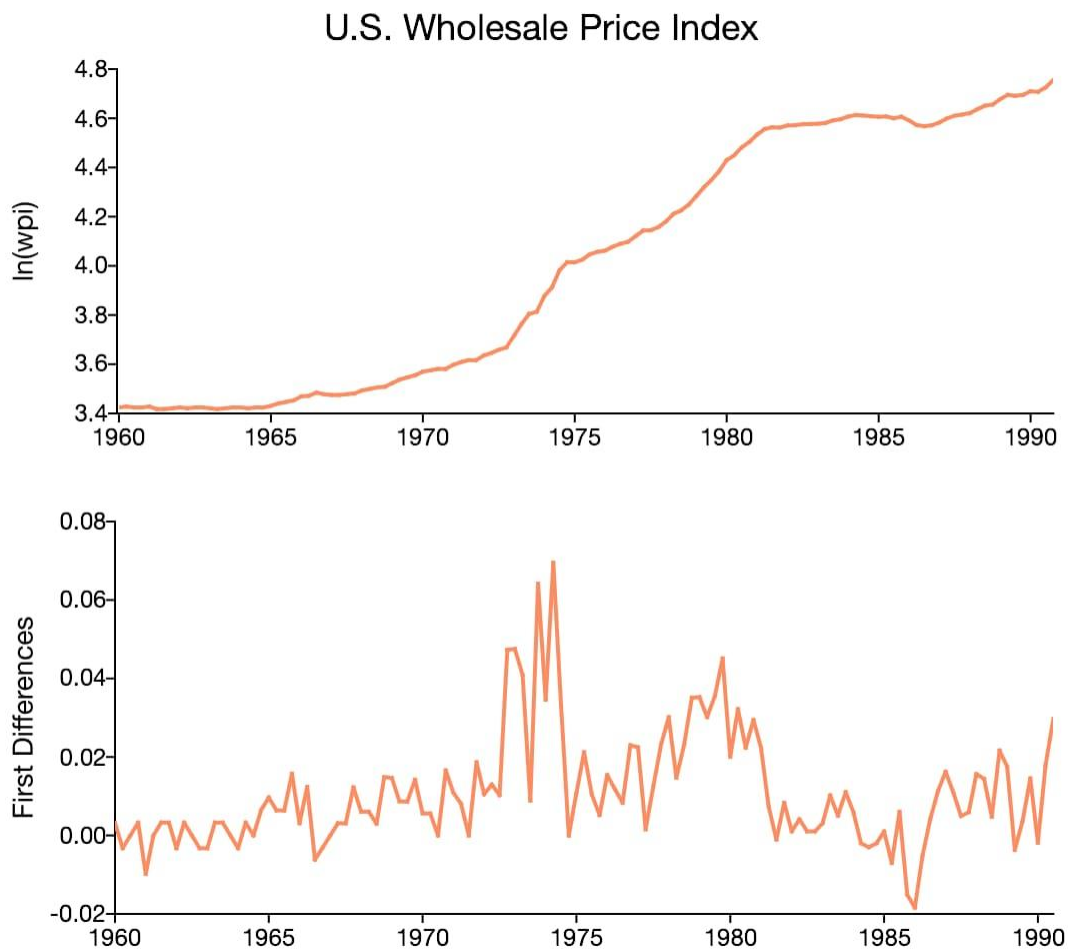 U.S. Wholesale Price Index
4.8
4.6
4.4
4.2
4.0
3.8
3.6
3.4
ln(wpi)
1960 1965 1970 1975 1980 1985 1990
0.08
0.06
0.04
0.02
0.00
-0.02
First Differences
1960 1965 1970 1975 1980 1985 1990